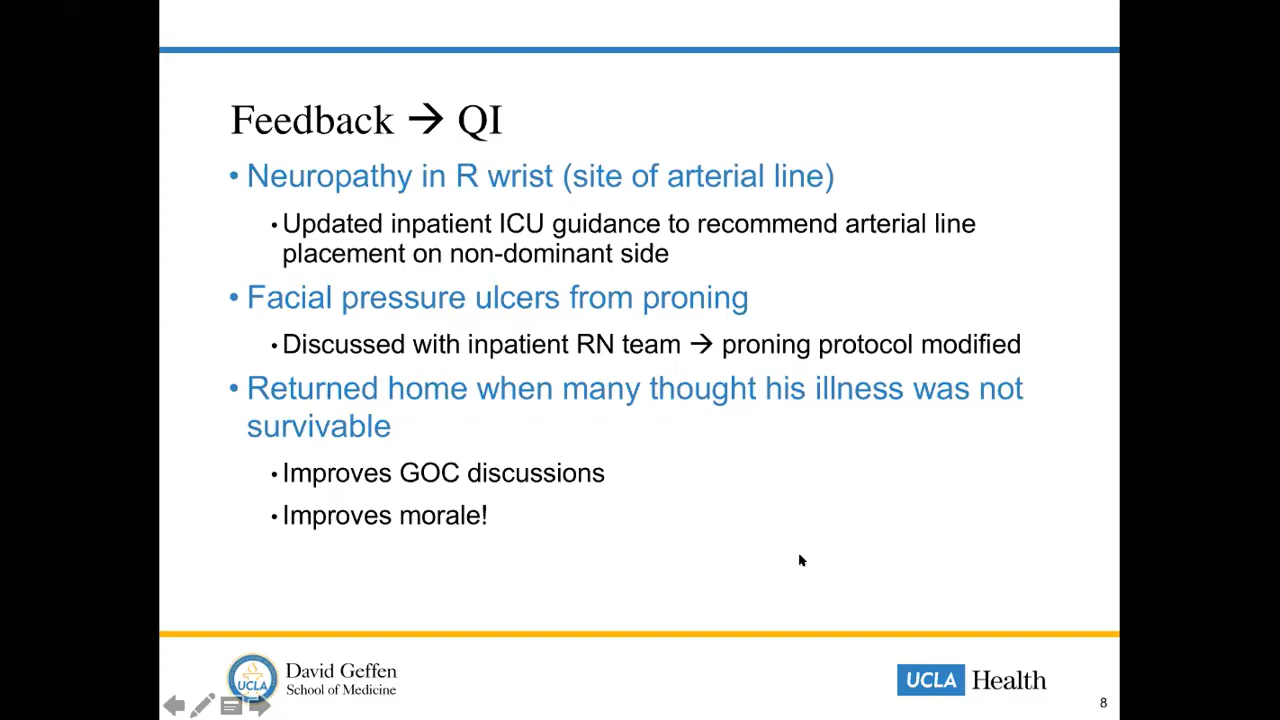 Feedback → QI
• Neuropathy in R wrist (site of arterial line)
• Updated inpatient ICU guidance to recommend arterial line
placement on non-dominant side
• Facial pressure ulcers from proning
• Discussed with inpatient RN team → proning protocol modified
• Returned home when many thought his illness was not
survivable
• Improves GOC discussions
• Improves morale!
UCLA
David Geffen
School of Medicine
UCLA Health
8